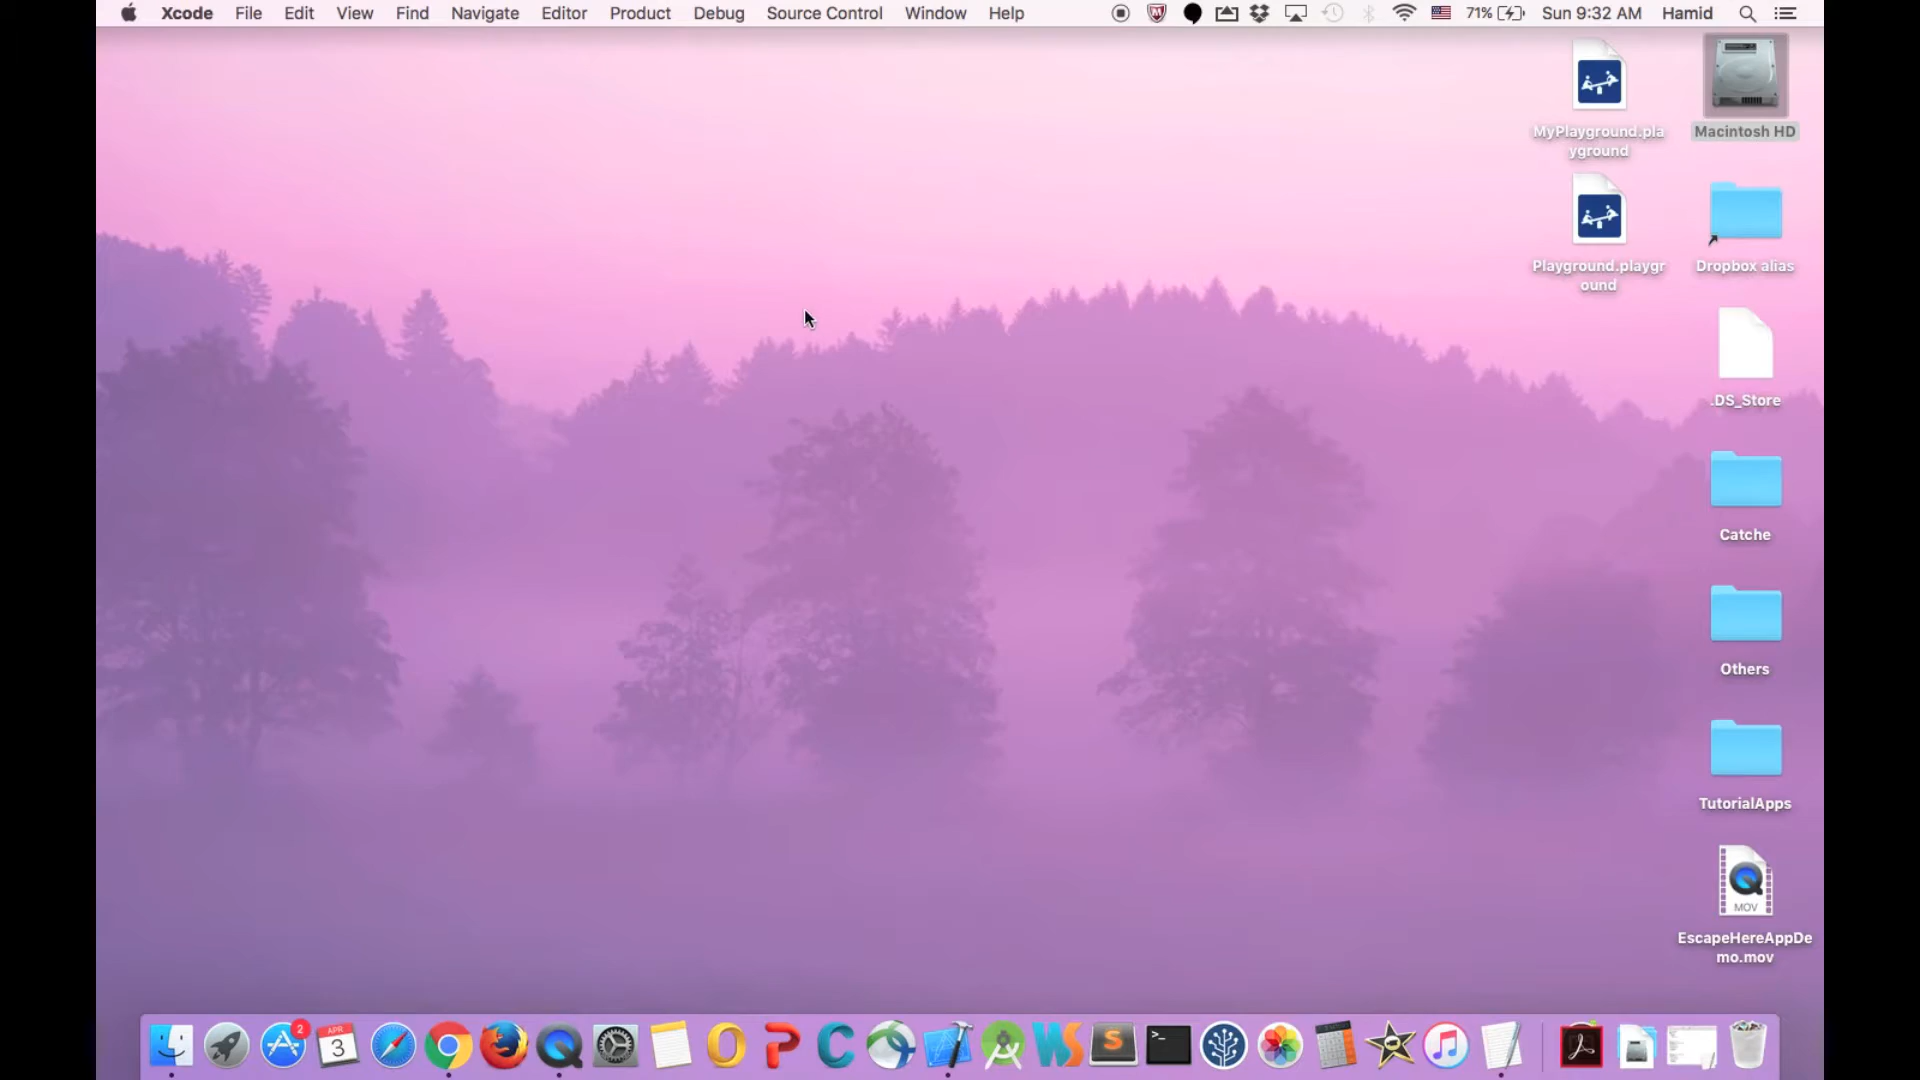 Xcode File Edit View Find Navigate Editor Product Debug Source Control Window Help 71% Sun 9:32 AM Hamid
MyPlayground.pla
yground
Macintosh HD
Playground.playgr
ound
Dropbox alias
.DS_Store
Catche
Others
TutorialApps
MOV
EscapeHereAppDe
mo.mov
2
APR
3